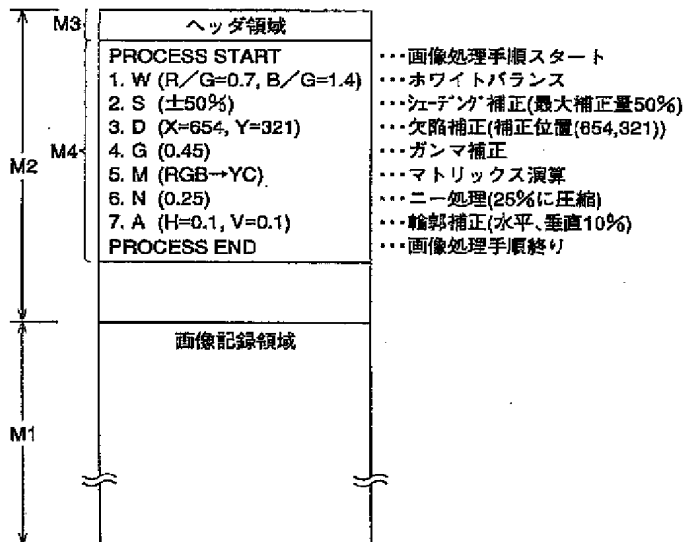 M3
ヘッダ領域
PROCESS START …画像処理手順スタート
1. W (R/G=0.7, B/G=1.4) …ホワイトバランス
2. S (±50%) …シェーデング補正(最大補正量50%)
3. D (X=654, Y=321) …欠陥補正(補正位置(654,321))
M2 M4 4. G (0.45) …ガンマ補正
5. M (RGB→YC) …マトリックス演算
6. N (0.25) …ニー処理(25%に圧縮)
7. A (H=0.1, V=0.1) …輪郭補正(水平、垂直10%)
PROCESS END …画像処理手順終り
画像記録領域
M1